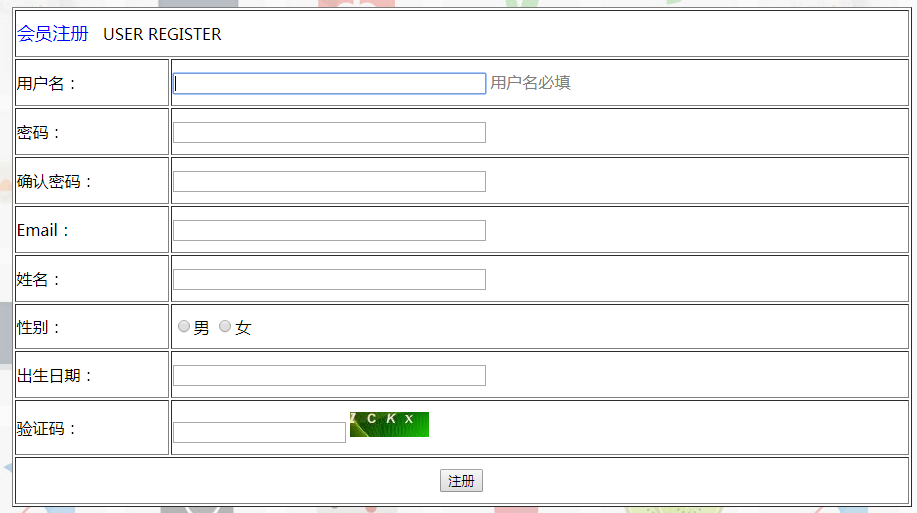 会员注册 USER REGISTER
用户名： 用户名必填
密码：
确认密码：
Email：
姓名：
性别： 男 女
出生日期：
验证码： ZCKX
注册